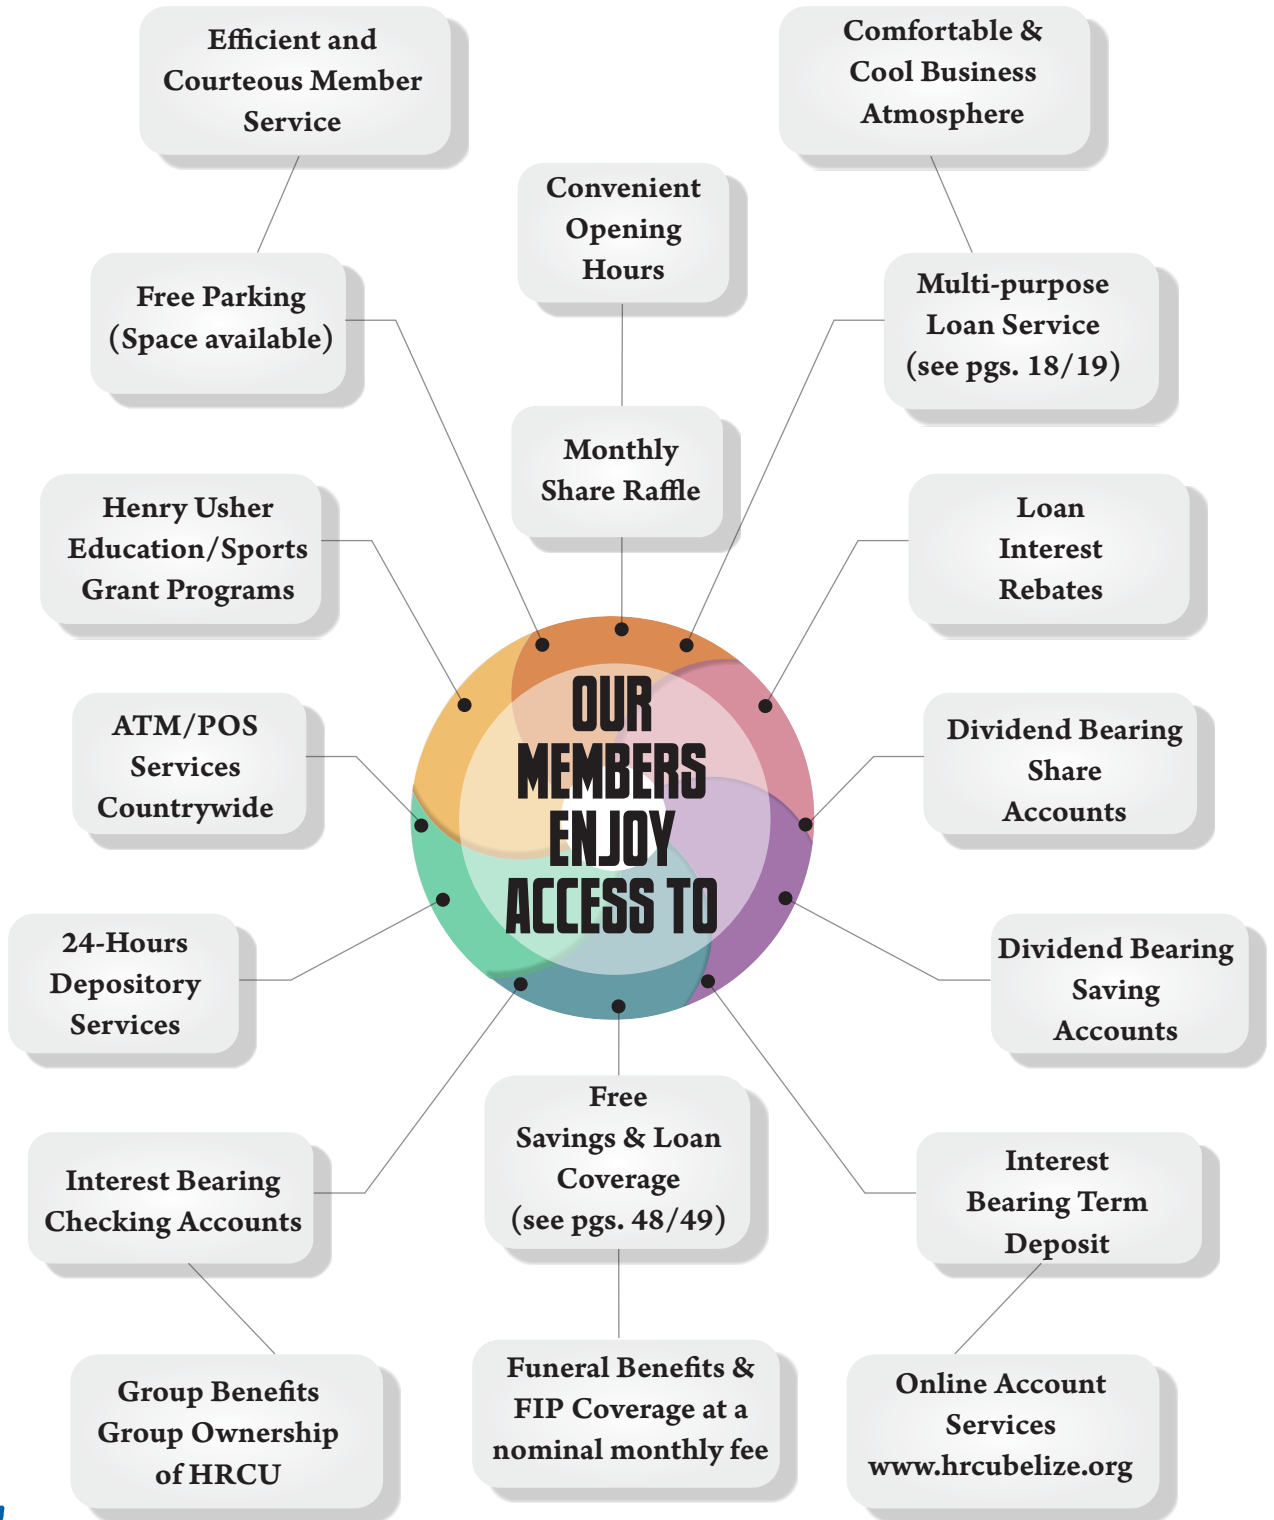 Efficient and
Courteous Member
Service
Comfortable &
Cool Business
Atmosphere
Convenient
Opening
Hours
Free Parking
(Space available)
Multi-purpose
Loan Service
(see pgs. 18/19)
Monthly
Share Raffle
Henry Usher
Education/Sports
Grant Programs
Loan
Interest
Rebates
OUR
MEMBERS
ENJOY
ACCESS TO
ATM/POS
Services
Countrywide
Dividend Bearing
Share
Accounts
24-Hours
Depository
Services
Dividend Bearing
Saving
Accounts
Free
Savings & Loan
Coverage
(see pgs. 48/49)
Interest Bearing
Checking Accounts
Interest
Bearing Term
Deposit
Group Benefits
Group Ownership
of HRCU
Funeral Benefits &
FIP Coverage at a
nominal monthly fee
Online Account
Services
www.hrcubelize.org